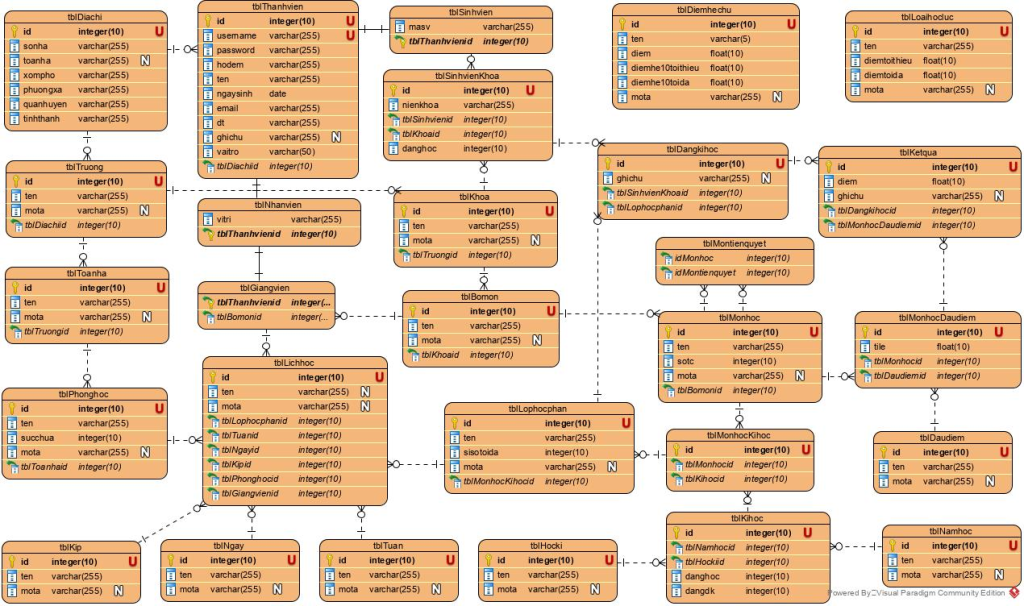 tblDiachi
id integer(10) U
sonha varchar(255)
toanha varchar(255) N
xompho varchar(255)
phuongxa varchar(255)
quanhuyen varchar(255)
tinhthanh varchar(255)
tblThanhvien
id integer(10) U
username varchar(255) U
password varchar(255)
hodem varchar(255)
ten varchar(255)
ngaysinh date
email varchar(255)
dt varchar(255)
ghichu varchar(255) N
vaitro varchar(50)
tblDiachiid integer(10)
tblSinhvien
masv varchar(255)
tblThanhvienid integer(10)
tblDiemhechu
id integer(10) U
ten varchar(5)
diem float(10)
diemhe10toithieu float(10)
diemhe10toida float(10)
mota varchar(255) N
tblLoaihocluc
id integer(10) U
ten varchar(255)
diemtoithieu float(10)
diemtoida float(10)
mota varchar(255) N
tblSinhvienKhoa
id integer(10) U
nienkhoa varchar(255)
tblSinhvienid integer(10)
tblKhoaid integer(10)
danghoc integer(10)
tblDangkihoc
id integer(10) U
ghichu varchar(255) N
tblSinhvienKhoaid integer(10)
tblLophocphanid integer(10)
tblKetqua
id integer(10) U
diem float(10)
ghichu varchar(255) N
tblDangkihocid integer(10)
tblMonhocDaudiemid integer(10)
tblTruong
id integer(10) U
ten varchar(255)
mota varchar(255) N
tblDiachiid integer(10)
tblNhanvien
vitri varchar(255)
tblThanhvienid integer(10)
tblKhoa
id integer(10) U
ten varchar(255)
mota varchar(255) N
tblTruongid integer(10)
tblMontienquyet
idMonhoc integer(10)
idMontienquyet integer(10)
tblToanha
id integer(10) U
ten varchar(255)
mota varchar(255) N
tblTruongid integer(10)
tblGiangvien
tblThanhvienid integer(...
tblBomonid integer(...
tblBomon
id integer(10) U
ten varchar(255)
mota varchar(255) N
tblKhoaid integer(10)
tblMonhoc
id integer(10) U
ten varchar(255)
sotc integer(10)
mota varchar(255) N
tblBomonid integer(10)
tblMonhocDaudiem
id integer(10) U
tile float(10)
tblMonhocid integer(10)
tblDaudiemid integer(10)
tblLichhoc
id integer(10) U
ten varchar(255) N
mota varchar(255) N
tblLophocphanid integer(10)
tblTuanid integer(10)
tblNgayid integer(10)
tblKipid integer(10)
tblPhonghocid integer(10)
tblGiangvienid integer(10)
tblPhonghoc
id integer(10) U
ten varchar(255)
succhua integer(10)
mota varchar(255) N
tblToanhaid integer(10)
tblLophocphan
id integer(10) U
ten varchar(255)
sisotoida integer(10)
mota varchar(255) N
tblMonhocKihocid integer(10)
tblMonhocKihoc
id integer(10) U
tblMonhocid integer(10)
tblKihocid integer(10)
tblDaudiem
id integer(10) U
ten varchar(255)
mota varchar(255) N
tblKip
id integer(10) U
ten varchar(255)
mota varchar(255) N
tblNgay
id integer(10) U
ten varchar(255)
mota varchar(255) N
tblTuan
id integer(10) U
ten varchar(255)
mota varchar(255) N
tblHocki
id integer(10) U
ten varchar(255)
mota varchar(255) N
tblKihoc
id integer(10) U
tblNamhocid integer(10)
tblHockiid integer(10)
danghoc integer(10)
dangdk integer(10)
tblNamhoc
id integer(10) U
ten varchar(255)
mota varchar(255) N
Powered By Visual Paradigm Community Edition